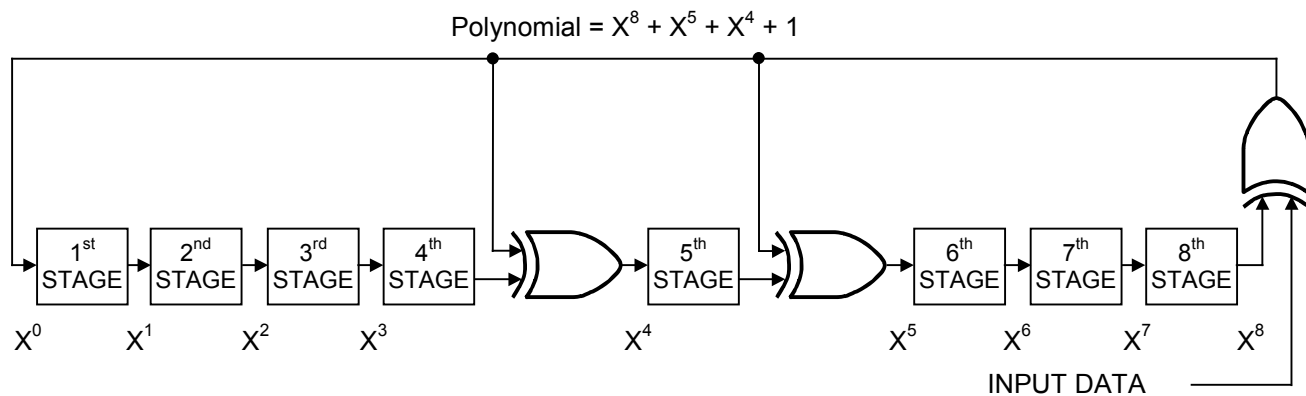 Polynomial = X⁸ + X⁵ + X⁴ + 1
1ˢᵗ STAGE
2ⁿᵈ STAGE
3ʳᵈ STAGE
4ᵗʰ STAGE
5ᵗʰ STAGE
6ᵗʰ STAGE
7ᵗʰ STAGE
8ᵗʰ STAGE
X⁰ X¹ X² X³ X⁴ X⁵ X⁶ X⁷ X⁸
INPUT DATA